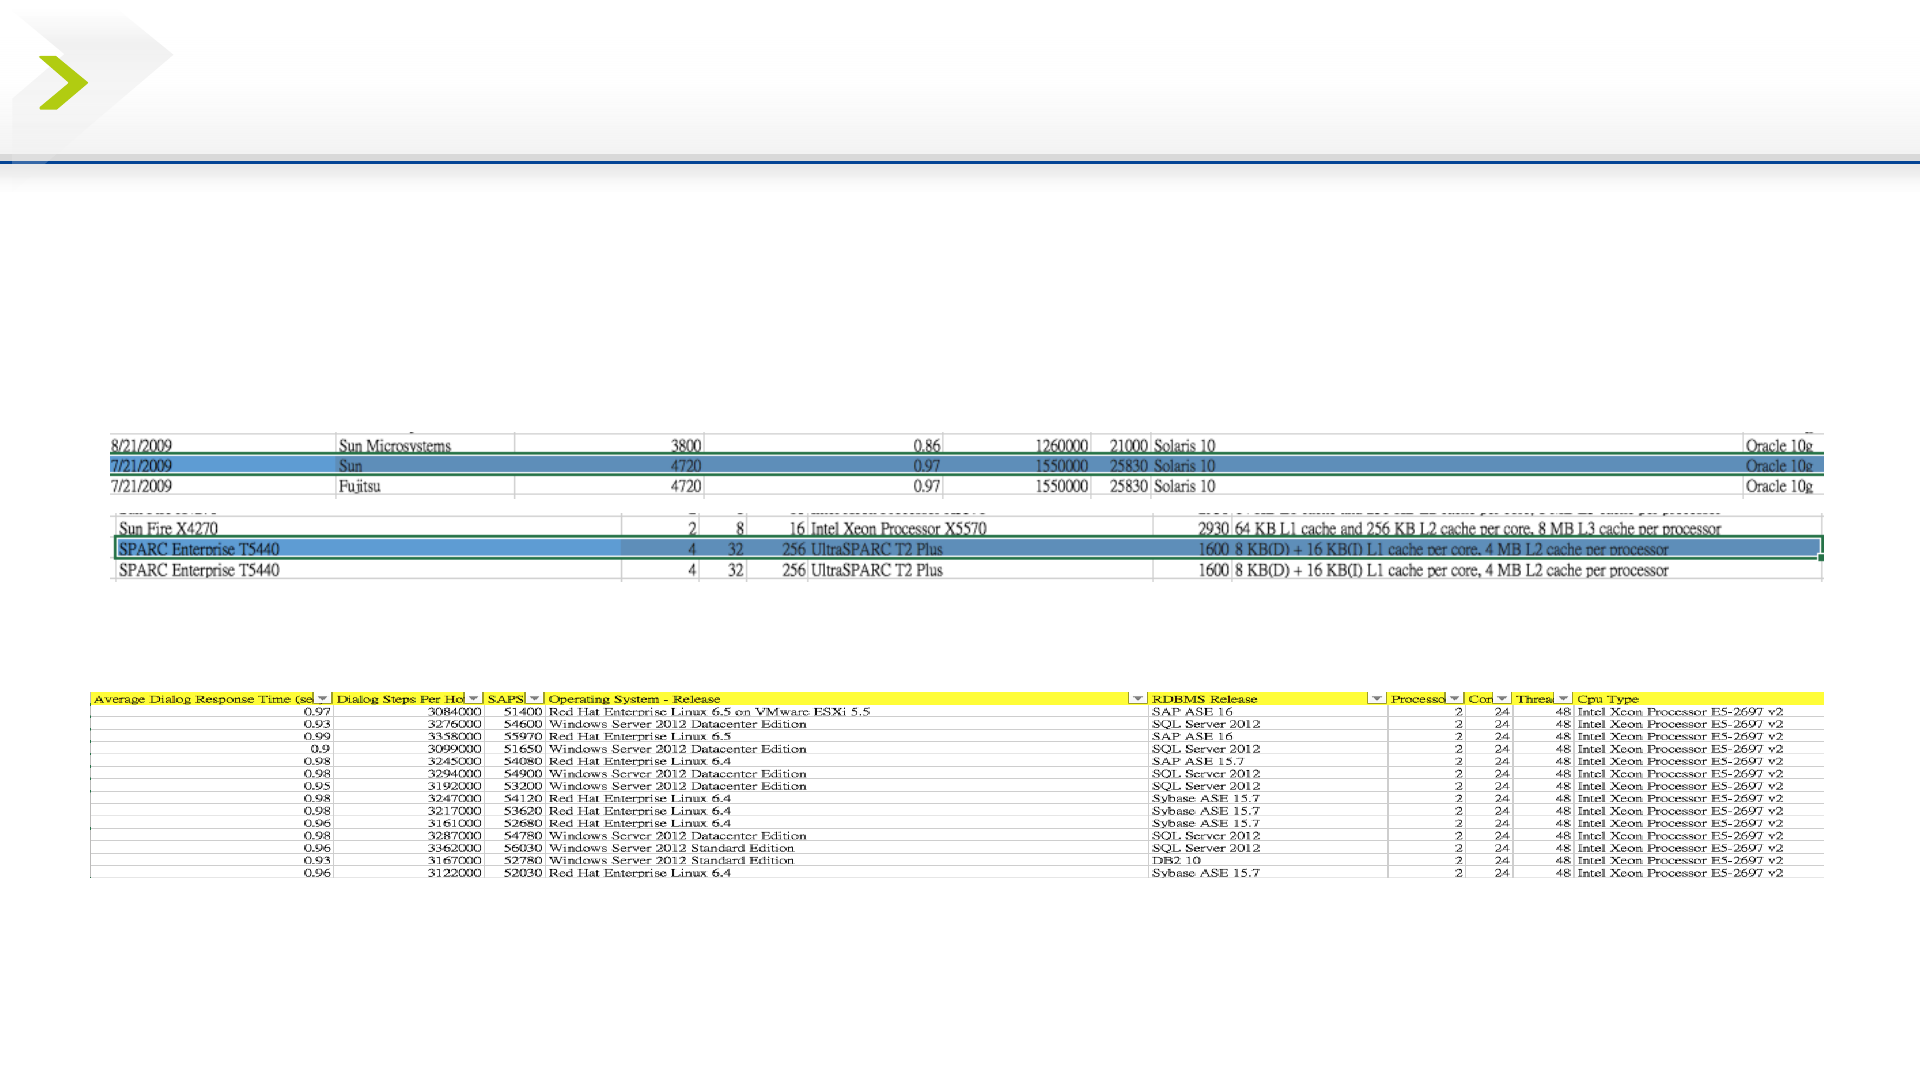 8/21/2009 Sun Microsystems 3800 0.86 1260000 21000 Solaris 10 Oracle 10g
7/21/2009 Sun 4720 0.97 1550000 25830 Solaris 10 Oracle 10g
7/21/2009 Fujitsu 4720 0.97 1550000 25830 Solaris 10 Oracle 10g
Sun Fire X4270 2 8 16 Intel Xeon Processor X5570 2930 64 KB L1 cache and 256 KB L2 cache per core, 8 MB L3 cache per processor
SPARC Enterprise T5440 4 32 256 UltraSPARC T2 Plus 1600 8 KB(D) + 16 KB(I) L1 cache per core, 4 MB L2 cache per processor
SPARC Enterprise T5440 4 32 256 UltraSPARC T2 Plus 1600 8 KB(D) + 16 KB(I) L1 cache per core, 4 MB L2 cache per processor
Average Dialog Response Time (se Dialog Steps Per Ho SAPS Operating System - Release RDBMS Release Processo Cor Threa Cpu Type
0.97 3084000 51400 Red Hat Enterprise Linux 6.5 on VMware ESXi 5.5 SAP ASE 16 2 24 48 Intel Xeon Processor E5-2697 v2
0.93 3276000 54600 Windows Server 2012 Datacenter Edition SQL Server 2012 2 24 48 Intel Xeon Processor E5-2697 v2
0.99 3358000 55970 Red Hat Enterprise Linux 6.5 SAP ASE 16 2 24 48 Intel Xeon Processor E5-2697 v2
0.9 3099000 51650 Windows Server 2012 Datacenter Edition SQL Server 2012 2 24 48 Intel Xeon Processor E5-2697 v2
0.98 3245000 54080 Red Hat Enterprise Linux 6.4 SAP ASE 15.7 2 24 48 Intel Xeon Processor E5-2697 v2
0.98 3294000 54900 Windows Server 2012 Datacenter Edition SQL Server 2012 2 24 48 Intel Xeon Processor E5-2697 v2
0.95 3192000 53200 Windows Server 2012 Datacenter Edition SQL Server 2012 2 24 48 Intel Xeon Processor E5-2697 v2
0.98 3247000 54120 Red Hat Enterprise Linux 6.4 Sybase ASE 15.7 2 24 48 Intel Xeon Processor E5-2697 v2
0.98 3217000 53620 Red Hat Enterprise Linux 6.4 Sybase ASE 15.7 2 24 48 Intel Xeon Processor E5-2697 v2
0.96 3161000 52680 Red Hat Enterprise Linux 6.4 Sybase ASE 15.7 2 24 48 Intel Xeon Processor E5-2697 v2
0.98 3287000 54780 Windows Server 2012 Datacenter Edition SQL Server 2012 2 24 48 Intel Xeon Processor E5-2697 v2
0.96 3362000 56030 Windows Server 2012 Standard Edition SQL Server 2012 2 24 48 Intel Xeon Processor E5-2697 v2
0.93 3167000 52780 Windows Server 2012 Standard Edition DB2 10 2 24 48 Intel Xeon Processor E5-2697 v2
0.96 3122000 52030 Red Hat Enterprise Linux 6.4 Sybase ASE 15.7 2 24 48 Intel Xeon Processor E5-2697 v2